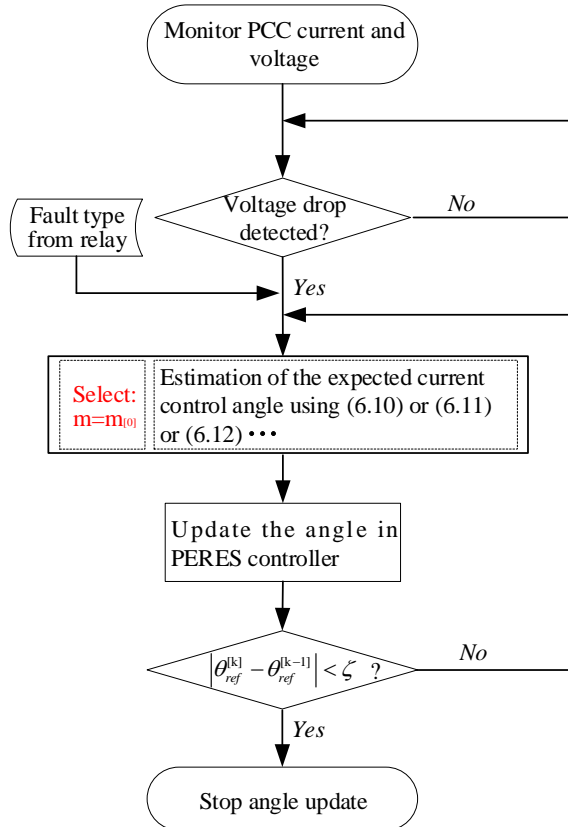 Monitor PCC current and
voltage
Voltage drop
detected?
No
Fault type
from relay
Yes
Select:
m=m[0]
Estimation of the expected current
control angle using (6.10) or (6.11)
or (6.12) ···
Update the angle in
PERES controller
|θ_ref^[k] − θ_ref^[k−1]| < ζ ?
No
Yes
Stop angle update